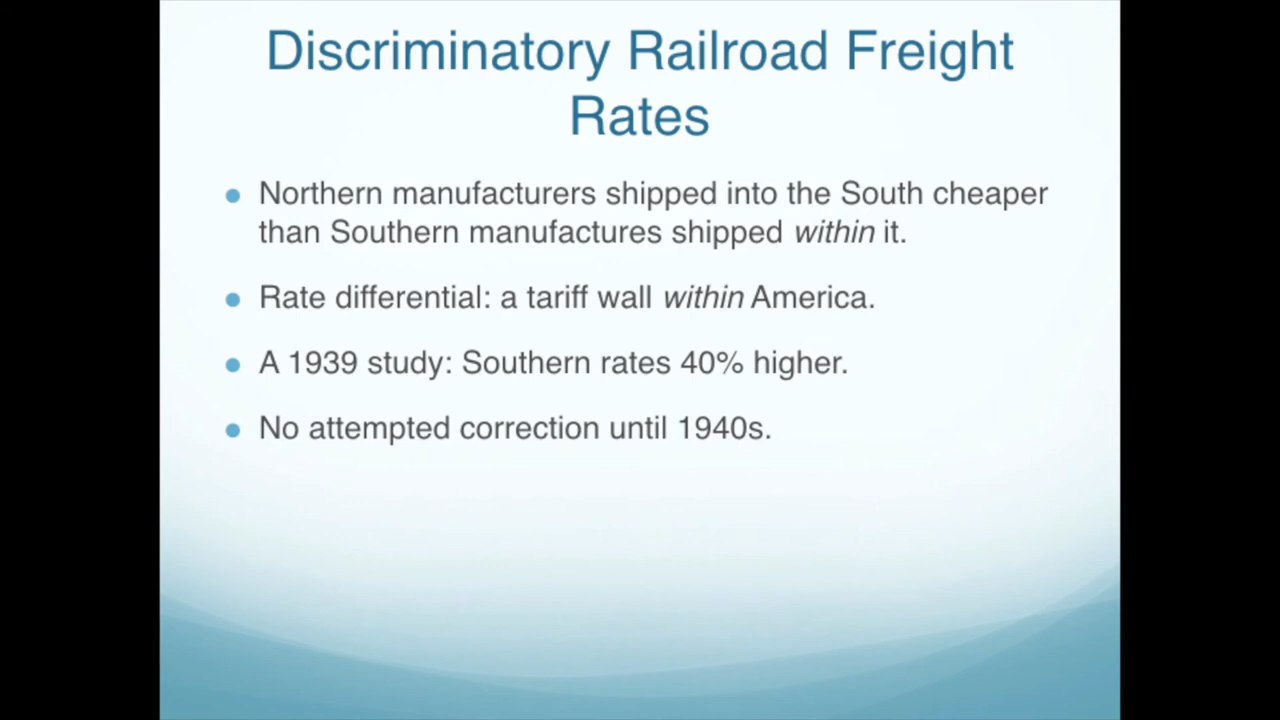 Discriminatory Railroad Freight
Rates
Northern manufacturers shipped into the South cheaper
than Southern manufactures shipped within it.
Rate differential: a tariff wall within America.
A 1939 study: Southern rates 40% higher.
No attempted correction until 1940s.